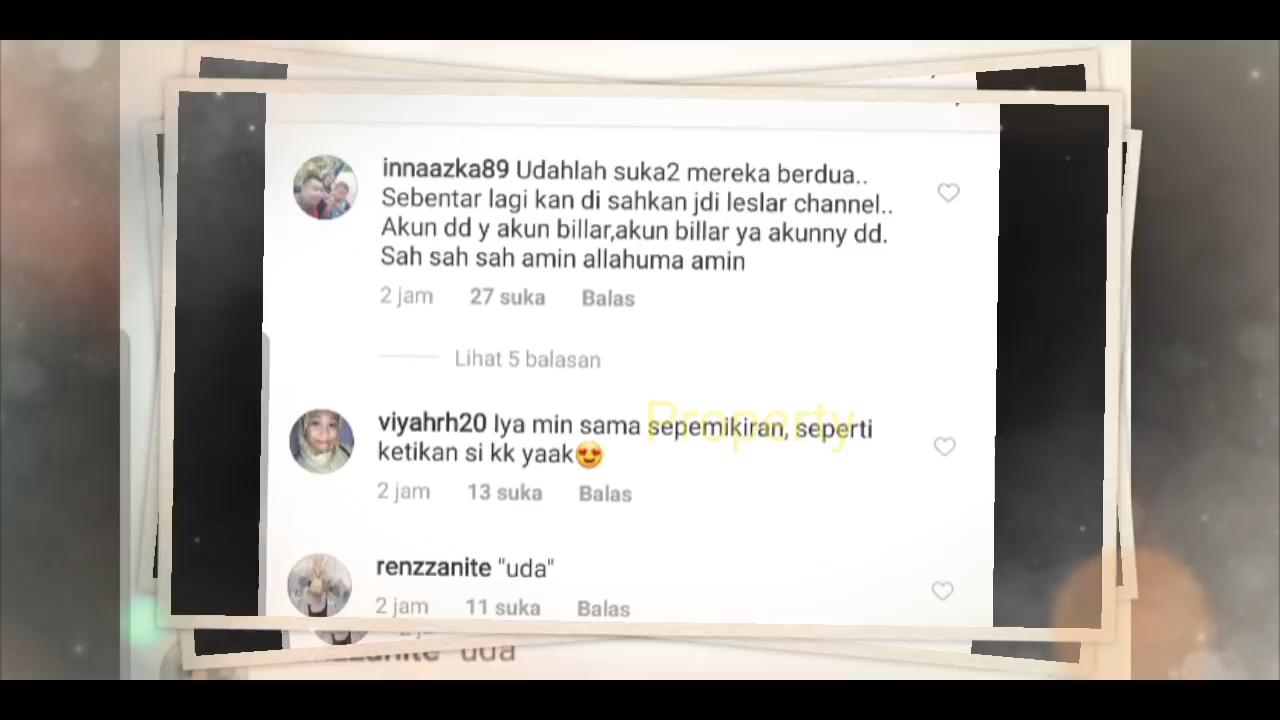 innaazka89 Udahlah suka2 mereka berdua..
Sebentar lagi kan di sahkan jdi leslar channel..
Akun dd y akun billar,akun billar ya akunny dd.
Sah sah sah amin allahuma amin
2 jam 27 suka Balas
Lihat 5 balasan
Property
viyahrh20 Iya min sama sepemikiran, seperti
ketikan si kk yaak😍
2 jam 13 suka Balas
renzzanite "uda"
2 jam 11 suka Balas
uda